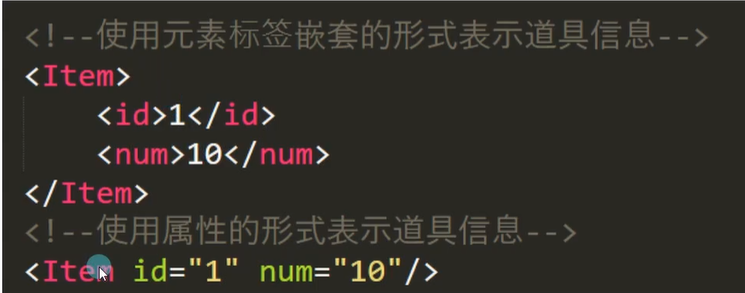 <!--使用元素标签嵌套的形式表示道具信息-->
<Item>
    <id>1</id>
    <num>10</num>
</Item>
<!--使用属性的形式表示道具信息-->
<Item id="1" num="10"/>